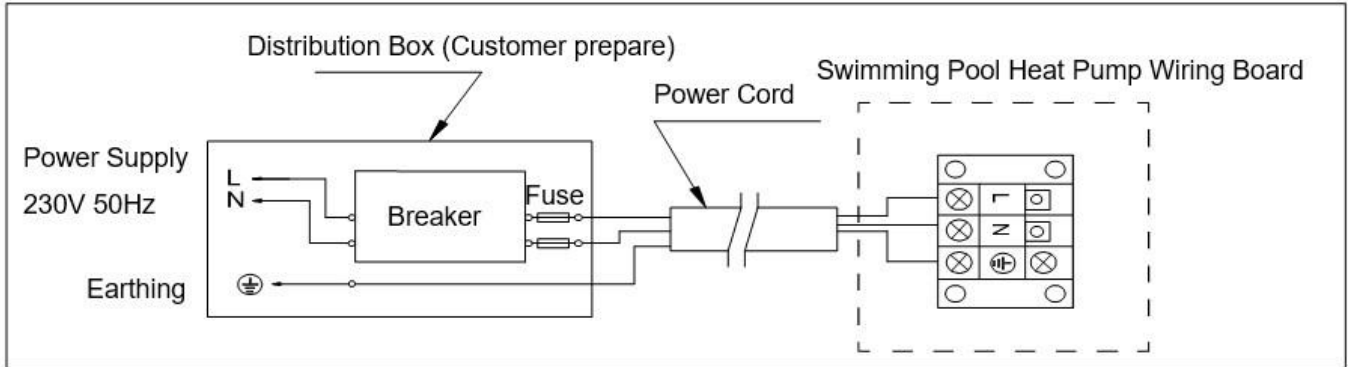 Distribution Box (Customer prepare)
Swimming Pool Heat Pump Wiring Board
Power Cord
Power Supply
230V 50Hz
L
N
Breaker
Fuse
Earthing
L
N